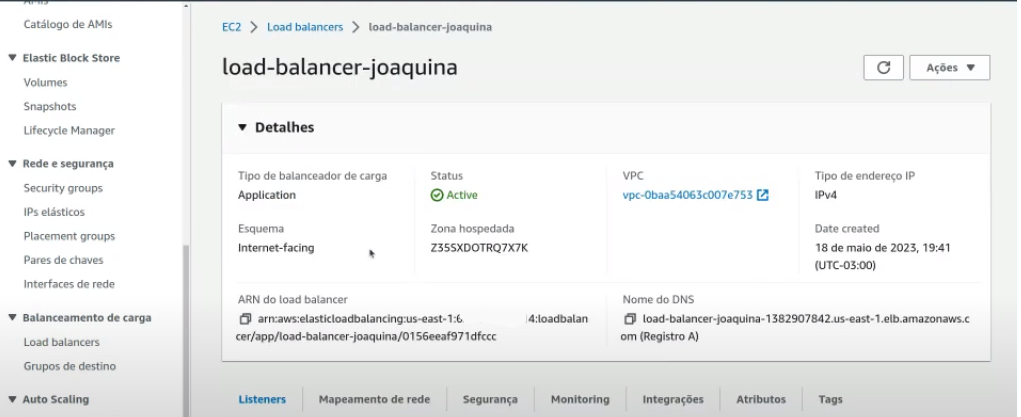 AMIs
Catálogo de AMIs
Elastic Block Store
Volumes
Snapshots
Lifecycle Manager
Rede e segurança
Security groups
IPs elásticos
Placement groups
Pares de chaves
Interfaces de rede
Balanceamento de carga
Load balancers
Grupos de destino
Auto Scaling
EC2 > Load balancers > load-balancer-joaquina
load-balancer-joaquina
Ações
Detalhes
Tipo de balanceador de carga
Application
Status
Active
VPC
vpc-0baa54063c007e753
Tipo de endereço IP
IPv4
Esquema
Internet-facing
Zona hospedada
Z35SXDOTRQ7X7K
Date created
18 de maio de 2023, 19:41
(UTC-03:00)
ARN do load balancer
arn:aws:elasticloadbalancing:us-east-1:6 4:loadbalan
cer/app/load-balancer-joaquina/0156eeaf971dfccc
Nome do DNS
load-balancer-joaquina-1382907842.us-east-1.elb.amazonaws.c
om (Registro A)
Listeners
Mapeamento de rede
Segurança
Monitoring
Integrações
Atributos
Tags